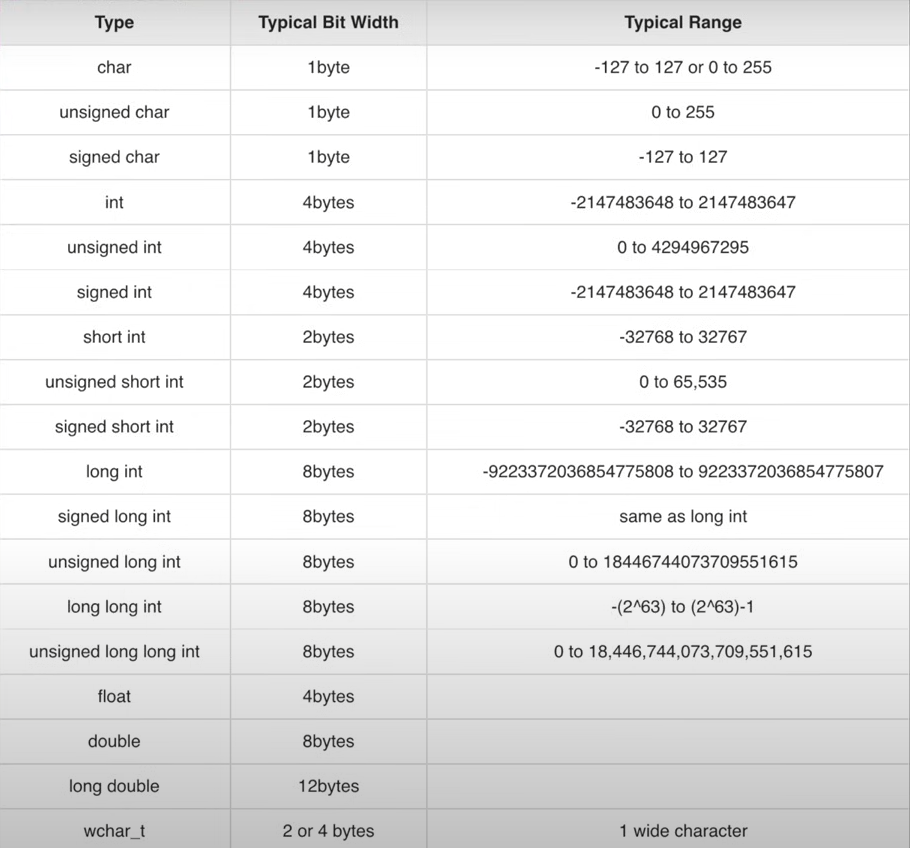 Type Typical Bit Width Typical Range
char 1byte -127 to 127 or 0 to 255
unsigned char 1byte 0 to 255
signed char 1byte -127 to 127
int 4bytes -2147483648 to 2147483647
unsigned int 4bytes 0 to 4294967295
signed int 4bytes -2147483648 to 2147483647
short int 2bytes -32768 to 32767
unsigned short int 2bytes 0 to 65,535
signed short int 2bytes -32768 to 32767
long int 8bytes -9223372036854775808 to 9223372036854775807
signed long int 8bytes same as long int
unsigned long int 8bytes 0 to 18446744073709551615
long long int 8bytes -(2^63) to (2^63)-1
unsigned long long int 8bytes 0 to 18,446,744,073,709,551,615
float 4bytes
double 8bytes
long double 12bytes
wchar_t 2 or 4 bytes 1 wide character